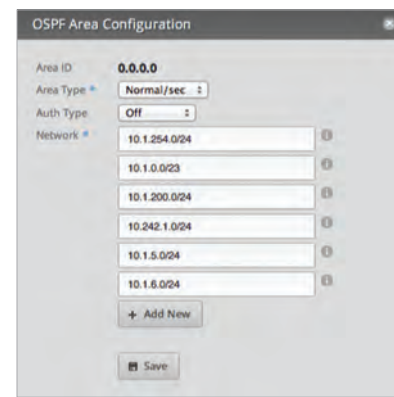 OSPF Area Configuration
Area ID 0.0.0.0
Area Type * Normal/sec
Auth Type Off
Network * 10.1.254.0/24
10.1.0.0/23
10.1.200.0/24
10.242.1.0/24
10.1.5.0/24
10.1.6.0/24
+ Add New
Save